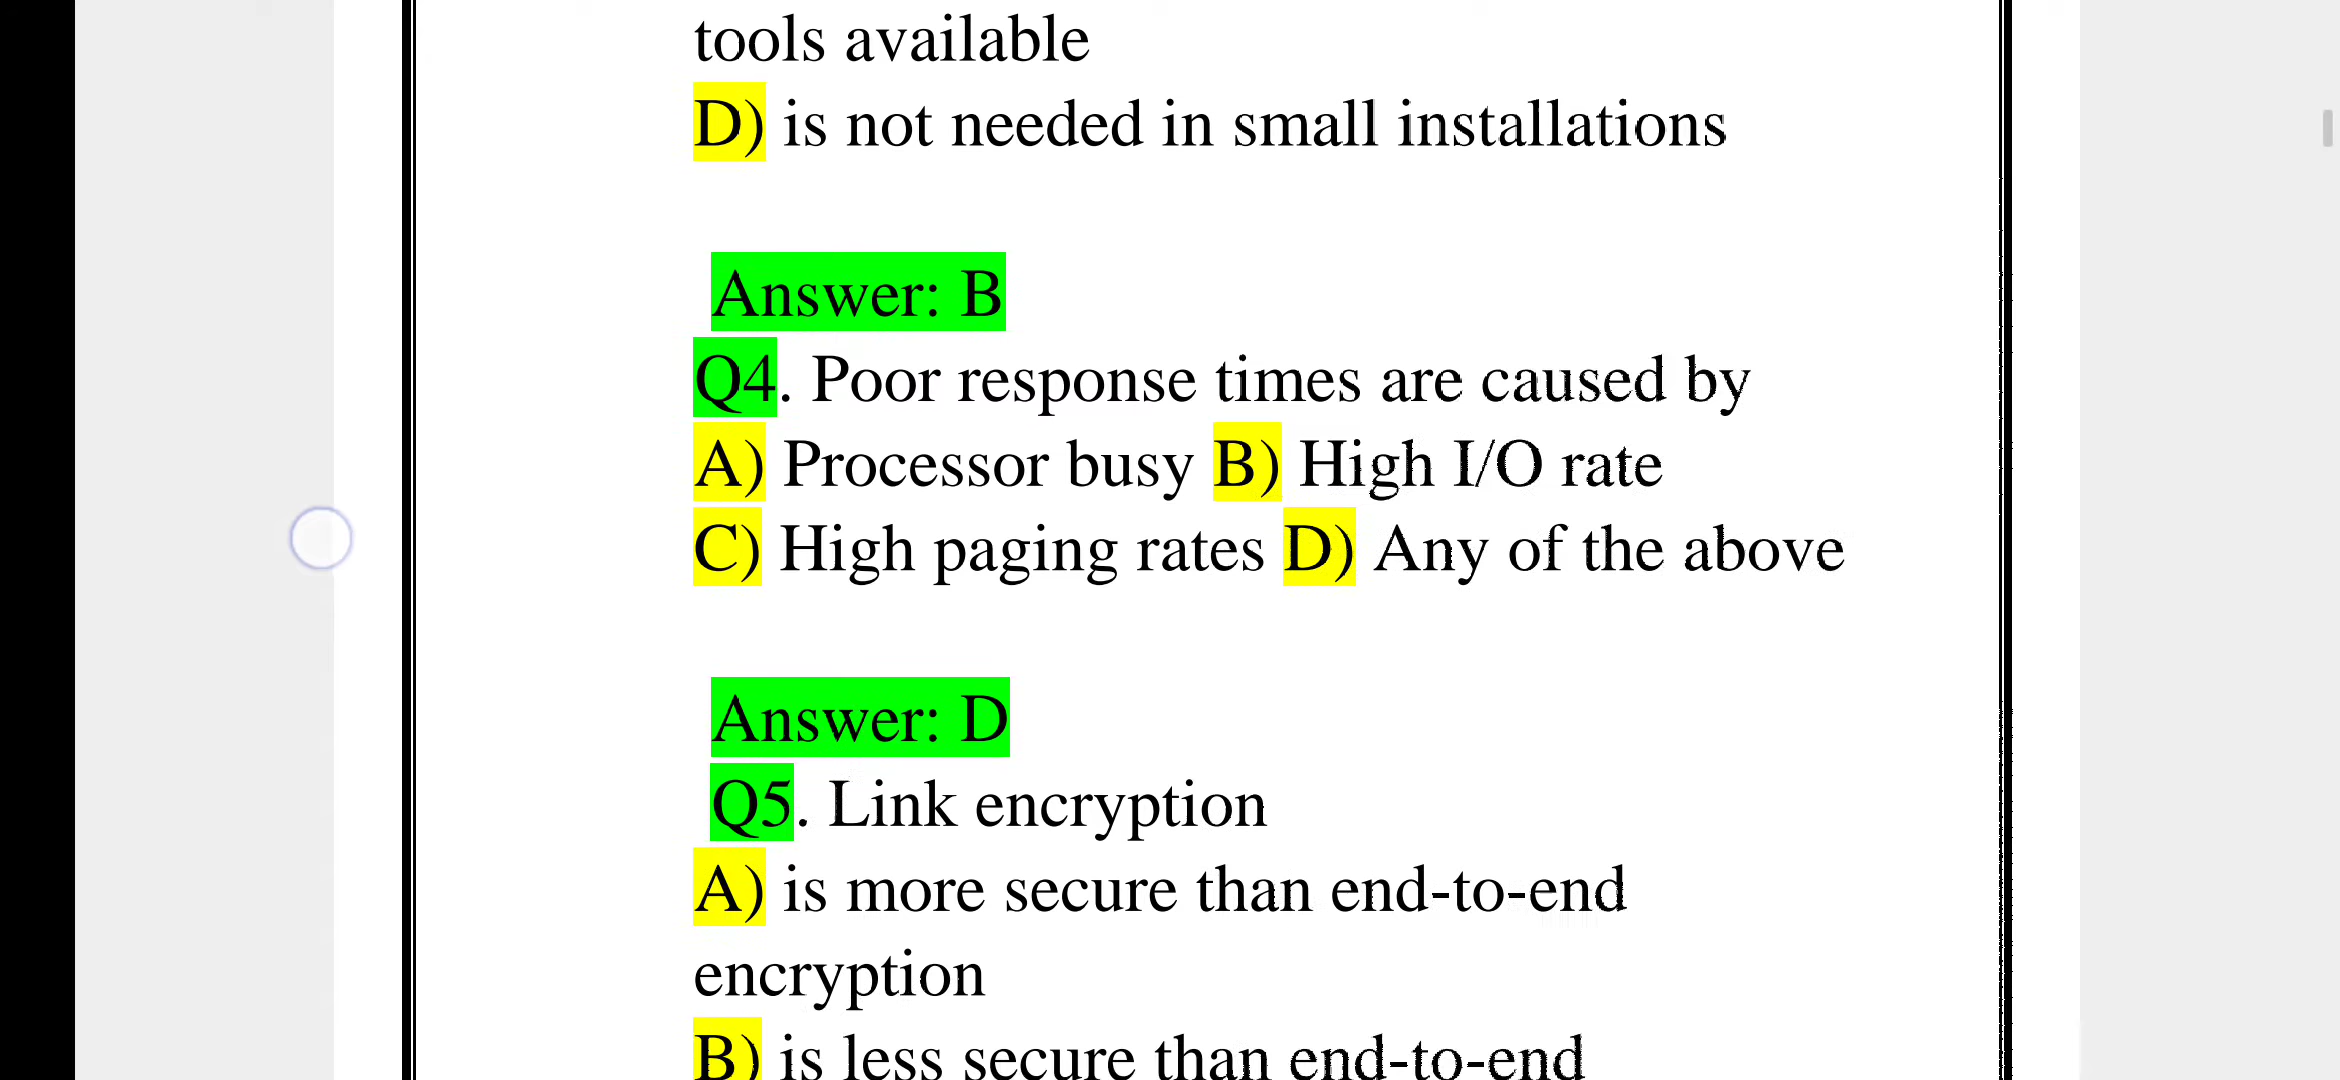 tools available
D) is not needed in small installations
Answer: B
Q4. Poor response times are caused by
A) Processor busy B) High I/O rate
C) High paging rates D) Any of the above
Answer: D
Q5. Link encryption
A) is more secure than end-to-end
encryption
B) is less secure than end-to-end